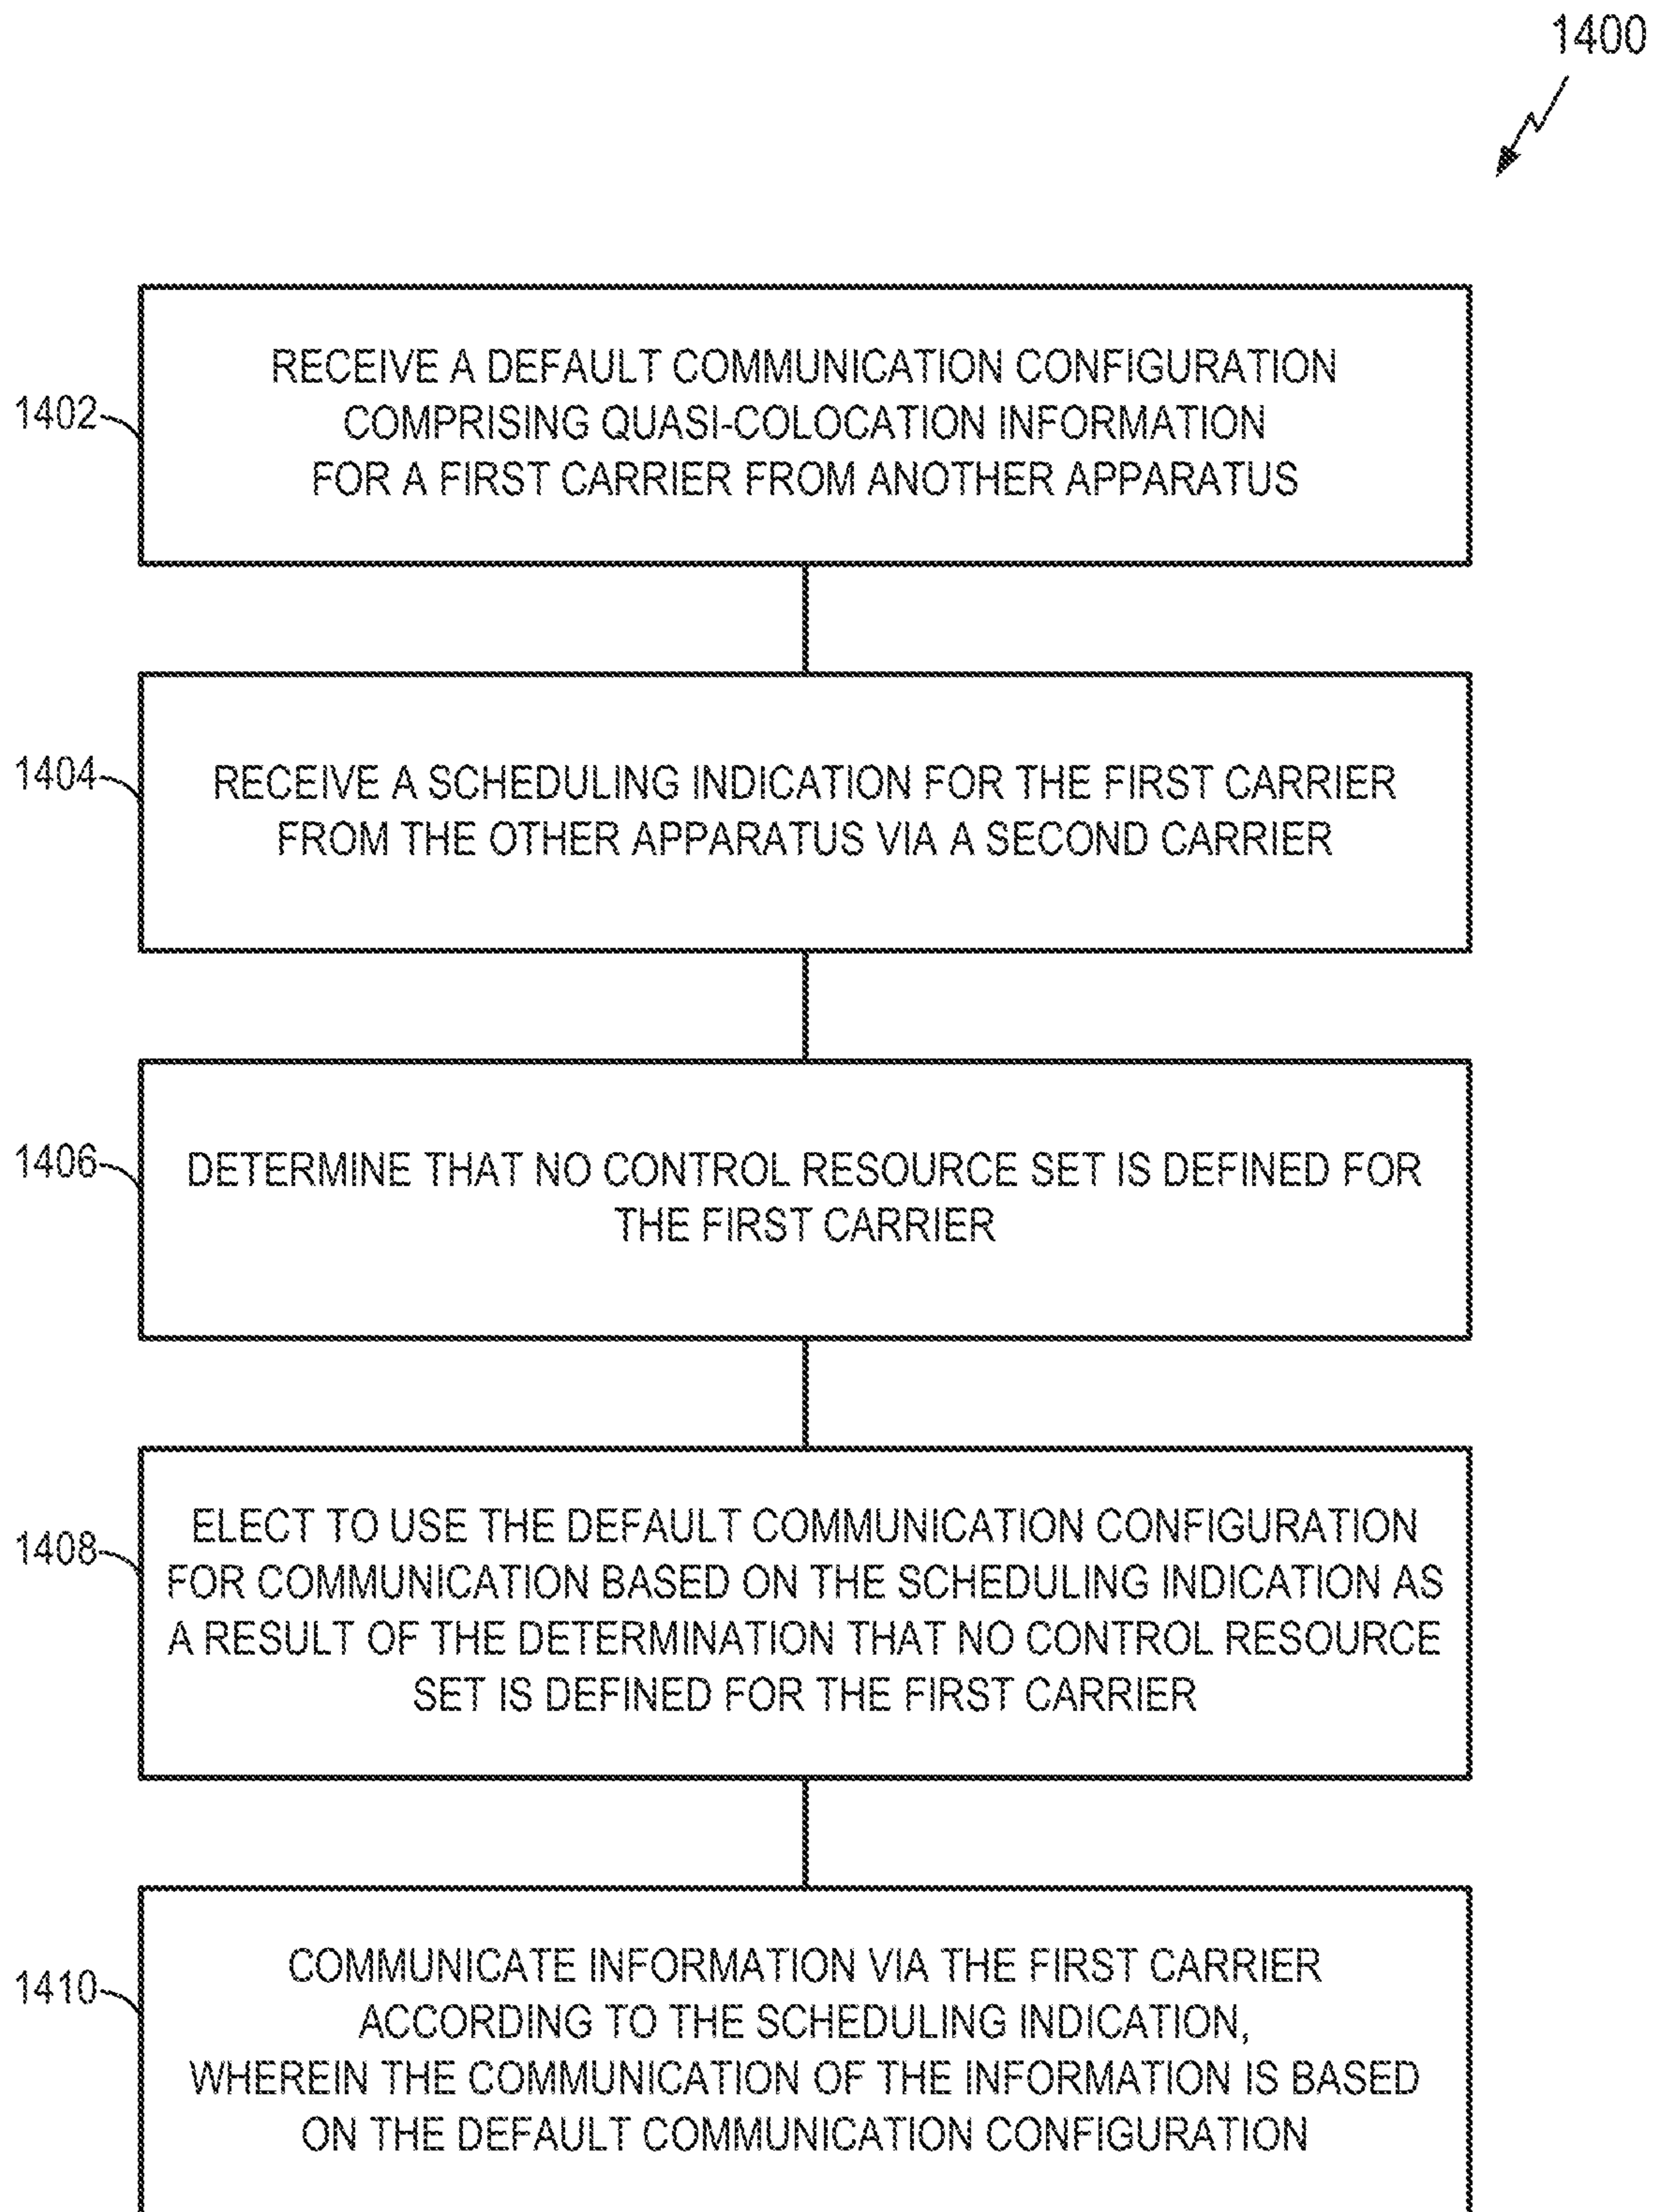 1400
1402
RECEIVE A DEFAULT COMMUNICATION CONFIGURATION
COMPRISING QUASI-COLOCATION INFORMATION
FOR A FIRST CARRIER FROM ANOTHER APPARATUS
1404
RECEIVE A SCHEDULING INDICATION FOR THE FIRST CARRIER
FROM THE OTHER APPARATUS VIA A SECOND CARRIER
1406
DETERMINE THAT NO CONTROL RESOURCE SET IS DEFINED FOR
THE FIRST CARRIER
1408
ELECT TO USE THE DEFAULT COMMUNICATION CONFIGURATION
FOR COMMUNICATION BASED ON THE SCHEDULING INDICATION AS
A RESULT OF THE DETERMINATION THAT NO CONTROL RESOURCE
SET IS DEFINED FOR THE FIRST CARRIER
1410
COMMUNICATE INFORMATION VIA THE FIRST CARRIER
ACCORDING TO THE SCHEDULING INDICATION,
WHEREIN THE COMMUNICATION OF THE INFORMATION IS BASED
ON THE DEFAULT COMMUNICATION CONFIGURATION